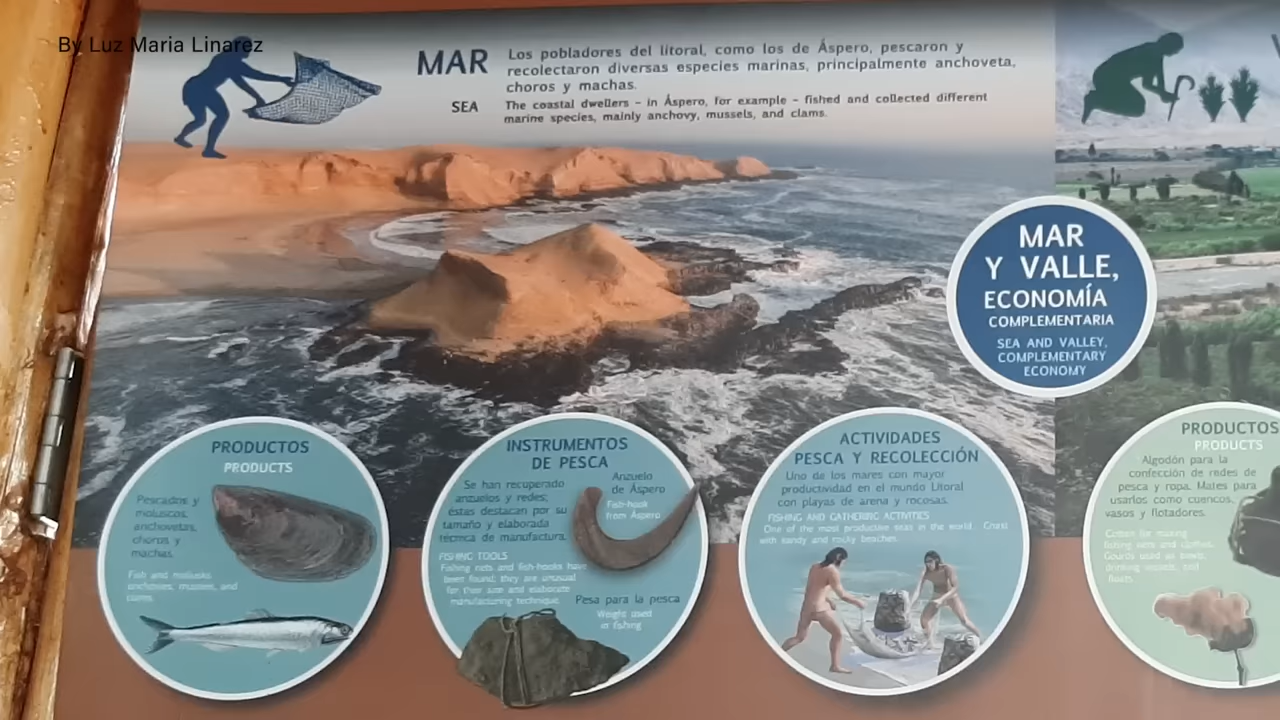 By Luz Maria Linarez
MAR
Los pobladores del litoral, como los de Áspero, pescaron y
recolectaron diversas especies marinas, principalmente anchoveta,
choros y machas.
SEA
The coastal dwellers - in Áspero, for example - fished and collected different
marine species, mainly anchovy, mussels, and clams.
MAR
Y VALLE,
ECONOMÍA
COMPLEMENTARIA
SEA AND VALLEY,
COMPLEMENTARY
ECONOMY
PRODUCTOS
PRODUCTS
Pescados y
moluscos,
anchovetas,
choros y
machas.
Fish and mollusks,
anchovies, mussels, and
clams.
INSTRUMENTOS
DE PESCA
Se han recuperado
anzuelos y redes;
éstas destacan por su
tamaño y elaborada
técnica de manufactura.
FISHING TOOLS
Fishing nets and fish-hooks have
been found; they are unusual
for their size and elaborate
manufacturing technique.
Anzuelo
de Áspero
Fish-hook
from Áspero
Pesa para la pesca
Weight used
in fishing
ACTIVIDADES
PESCA Y RECOLECCIÓN
Uno de los mares con mayor
productividad en el mundo Litoral
con playas de arena y rocosas.
FISHING AND GATHERING ACTIVITIES
One of the most productive seas in the world. Coast
with sandy and rocky beaches.
PRODUCTOS
PRODUCTS
Algodón para la
confección de redes de
pesca y ropa. Mates para
usarlos como cuencos,
vasos y flotadores.
Cotton for making
fishing nets and clothes.
Gourds used as bowls,
drinking vessels, and
floats.